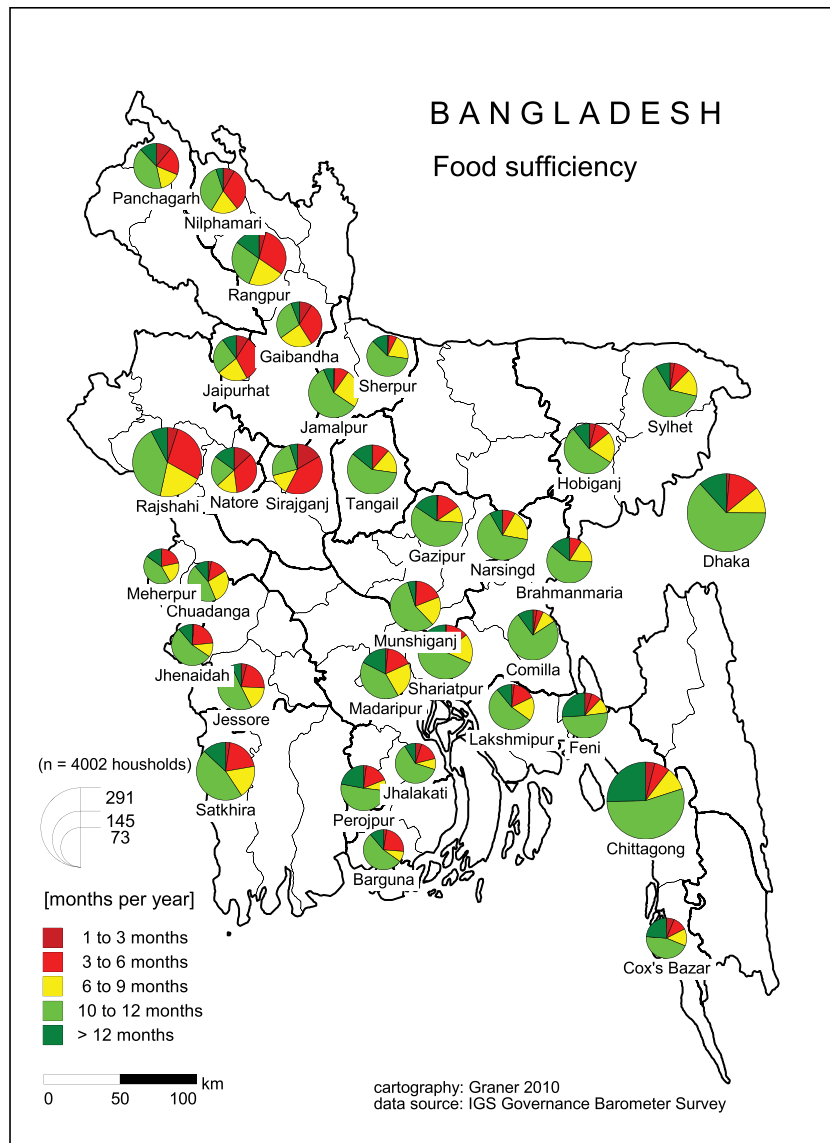 BANGLADESH
Food sufficiency
Panchagarh
Nilphamari
Rangpur
Gaibandha
Jaipurhat
Sherpur
Jamalpur
Sylhet
Hobiganj
Rajshahi
Natore
Sirajganj
Tangail
Gazipur
Narsingd
Dhaka
Brahmanmaria
Meherpur
Chuadanga
Munshiganj
Comilla
Jhenaidah
Shariatpur
Jessore
Madaripur
Lakshmipur
Feni
Satkhira
Jhalakati
Perojpur
Chittagong
Barguna
Cox's Bazar
(n = 4002 housholds)
291
145
73
[months per year]
1 to 3 months
3 to 6 months
6 to 9 months
10 to 12 months
> 12 months
0 50 100 km
cartography: Graner 2010
data source: IGS Governance Barometer Survey